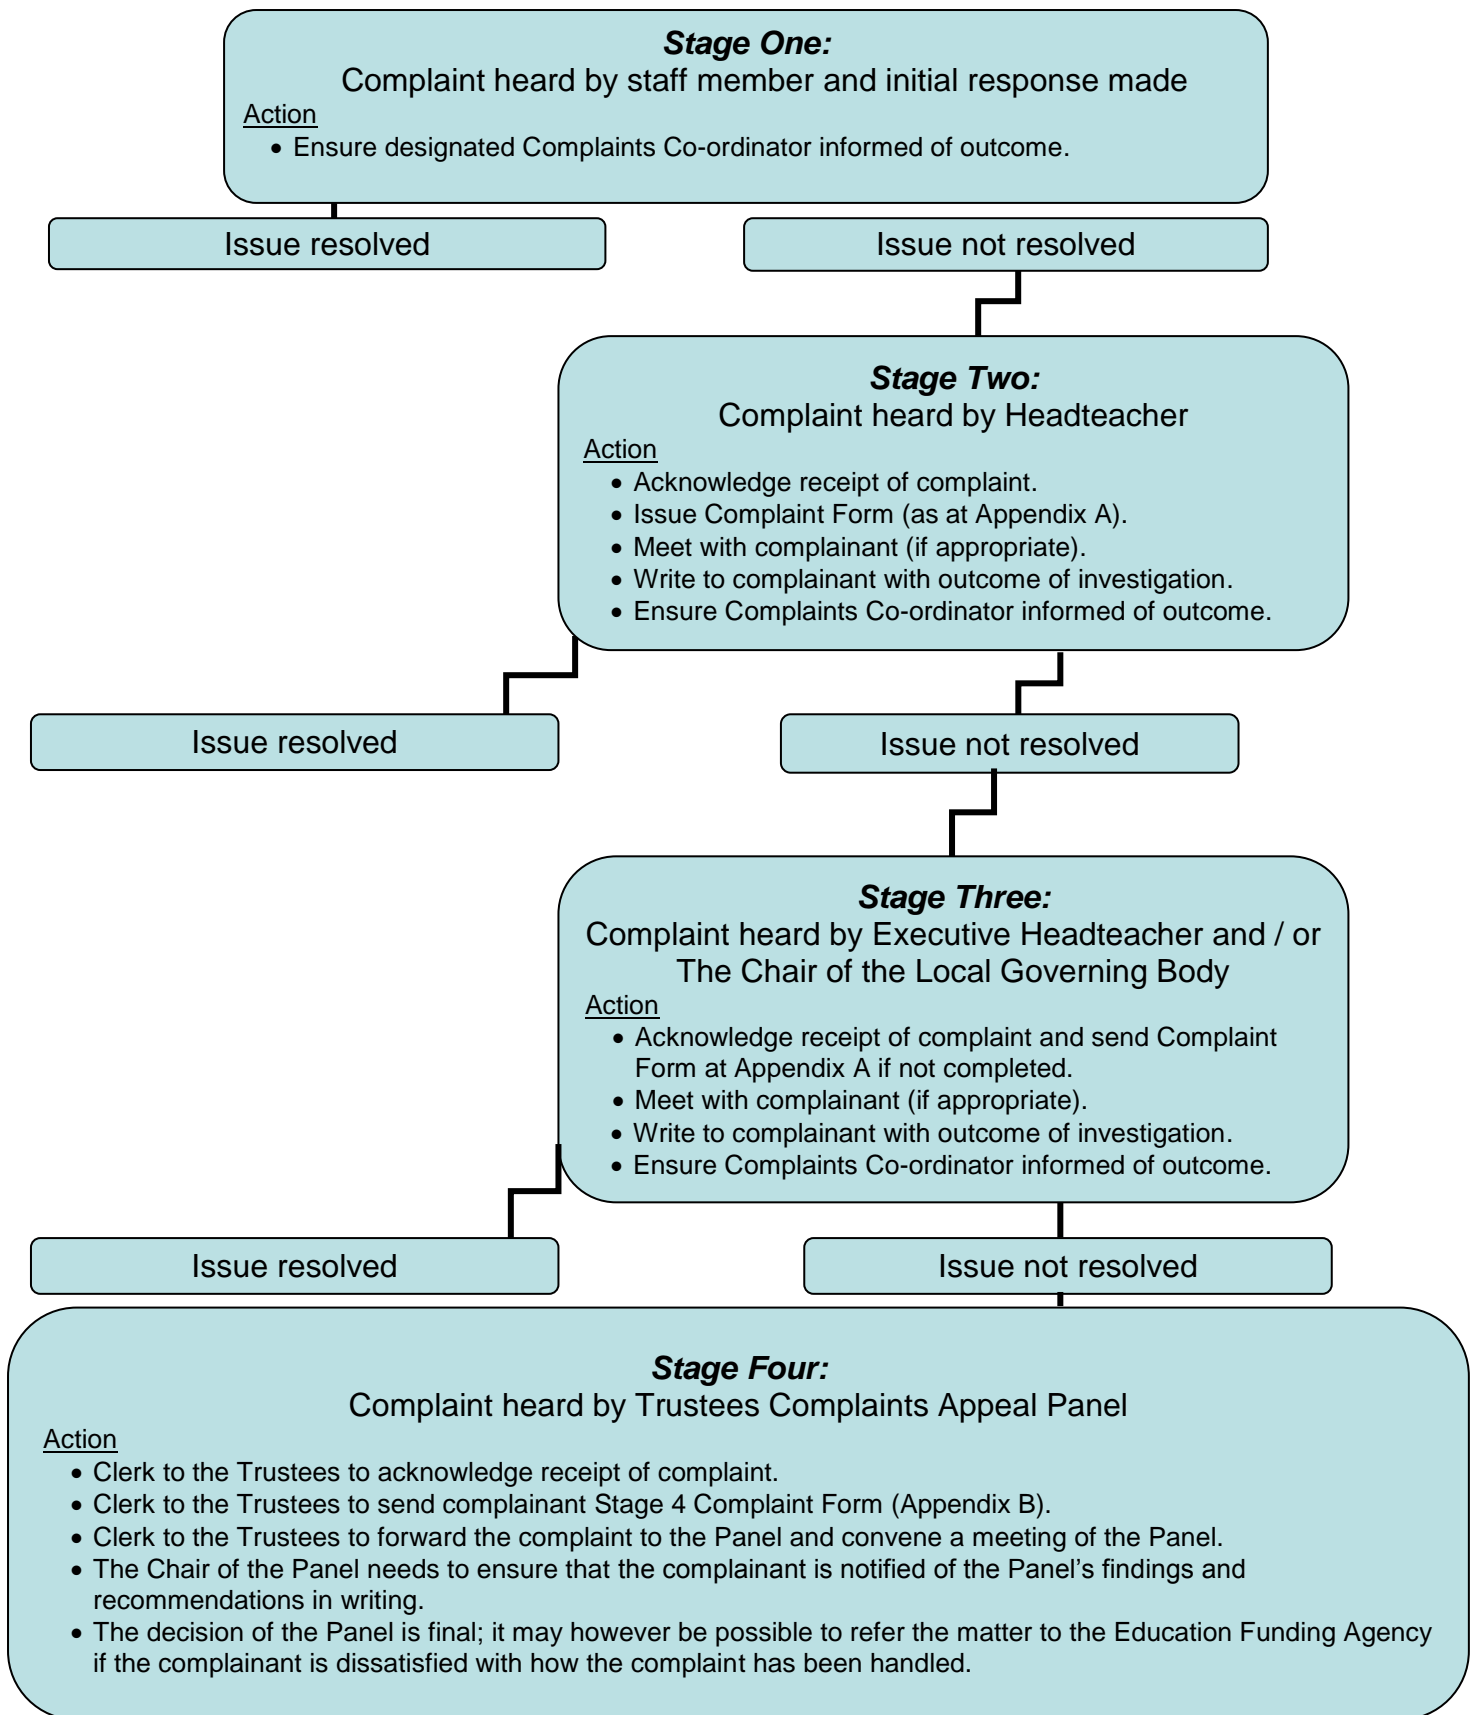 Stage One:
Complaint heard by staff member and initial response made
Action
• Ensure designated Complaints Co-ordinator informed of outcome.
Issue resolved
Issue not resolved
Stage Two:
Complaint heard by Headteacher
Action
• Acknowledge receipt of complaint.
• Issue Complaint Form (as at Appendix A).
• Meet with complainant (if appropriate).
• Write to complainant with outcome of investigation.
• Ensure Complaints Co-ordinator informed of outcome.
Issue resolved
Issue not resolved
Stage Three:
Complaint heard by Executive Headteacher and / or
The Chair of the Local Governing Body
Action
• Acknowledge receipt of complaint and send Complaint
Form at Appendix A if not completed.
• Meet with complainant (if appropriate).
• Write to complainant with outcome of investigation.
• Ensure Complaints Co-ordinator informed of outcome.
Issue resolved
Issue not resolved
Stage Four:
Complaint heard by Trustees Complaints Appeal Panel
Action
• Clerk to the Trustees to acknowledge receipt of complaint.
• Clerk to the Trustees to send complainant Stage 4 Complaint Form (Appendix B).
• Clerk to the Trustees to forward the complaint to the Panel and convene a meeting of the Panel.
• The Chair of the Panel needs to ensure that the complainant is notified of the Panel’s findings and
recommendations in writing.
• The decision of the Panel is final; it may however be possible to refer the matter to the Education Funding Agency
if the complainant is dissatisfied with how the complaint has been handled.